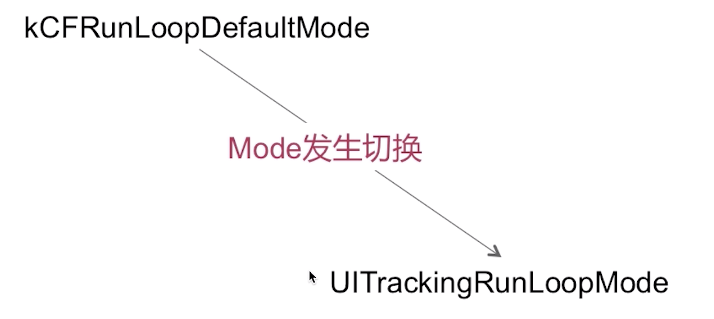 kCFRunLoopDefaultMode
Mode发生切换
UITrackingRunLoopMode